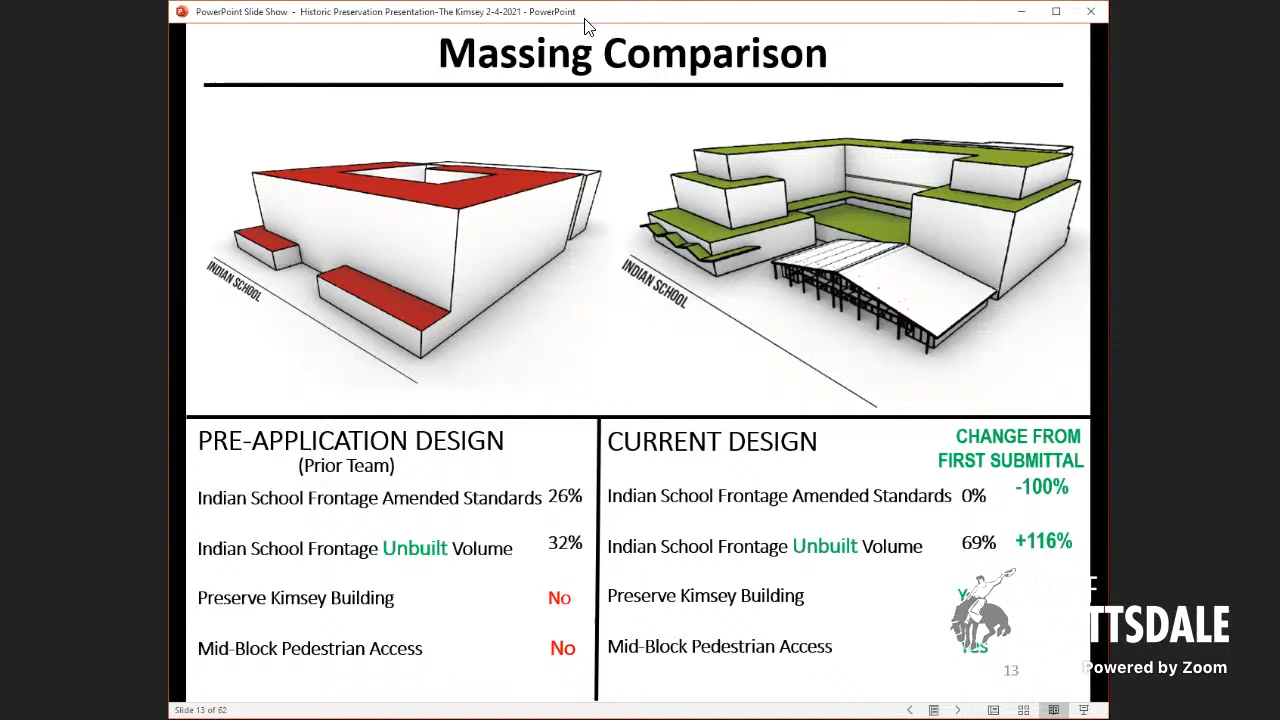 PowerPoint Slide Show - Historic Preservation Presentation-The Kimsey 2-4-2021 - PowerPoint
Massing Comparison
INDIAN SCHOOL
INDIAN SCHOOL
PRE-APPLICATION DESIGN
(Prior Team)
Indian School Frontage Amended Standards 26%
Indian School Frontage Unbuilt Volume 32%
Preserve Kimsey Building No
Mid-Block Pedestrian Access No
CURRENT DESIGN
CHANGE FROM
FIRST SUBMITTAL
Indian School Frontage Amended Standards 0% -100%
Indian School Frontage Unbuilt Volume 69% +116%
Preserve Kimsey Building
Mid-Block Pedestrian Access Yes
13
TTSDALE
Powered by Zoom
Slide 13 of 62